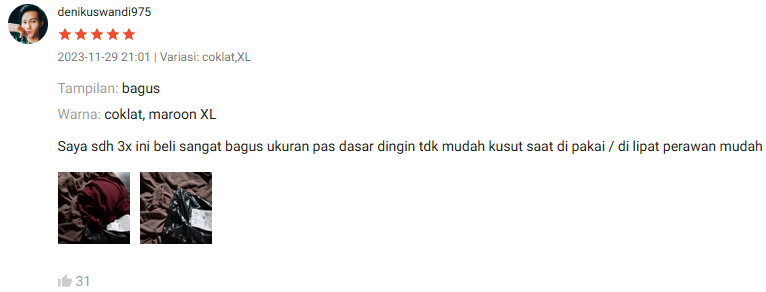 denikuswandi975
2023-11-29 21:01 | Variasi: coklat,XL
Tampilan: bagus
Warna: coklat, maroon XL
Saya sdh 3x ini beli sangat bagus ukuran pas dasar dingin tdk mudah kusut saat di pakai / di lipat perawan mudah
31